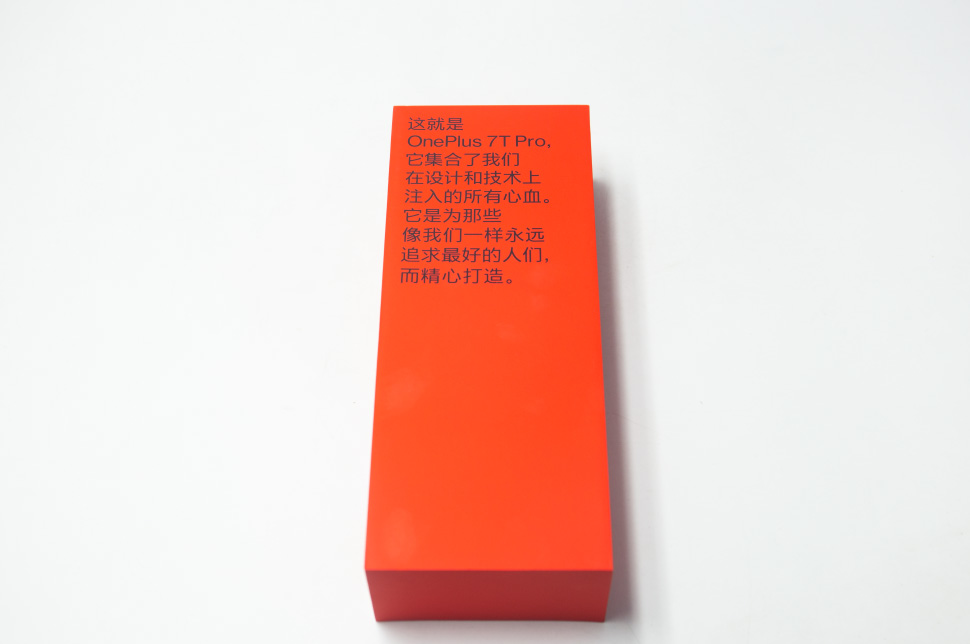 这就是
OnePlus 7T Pro,
它集合了我们
在设计和技术上
注入的所有心血。
它是为那些
像我们一样永远
追求最好的人们,
而精心打造。